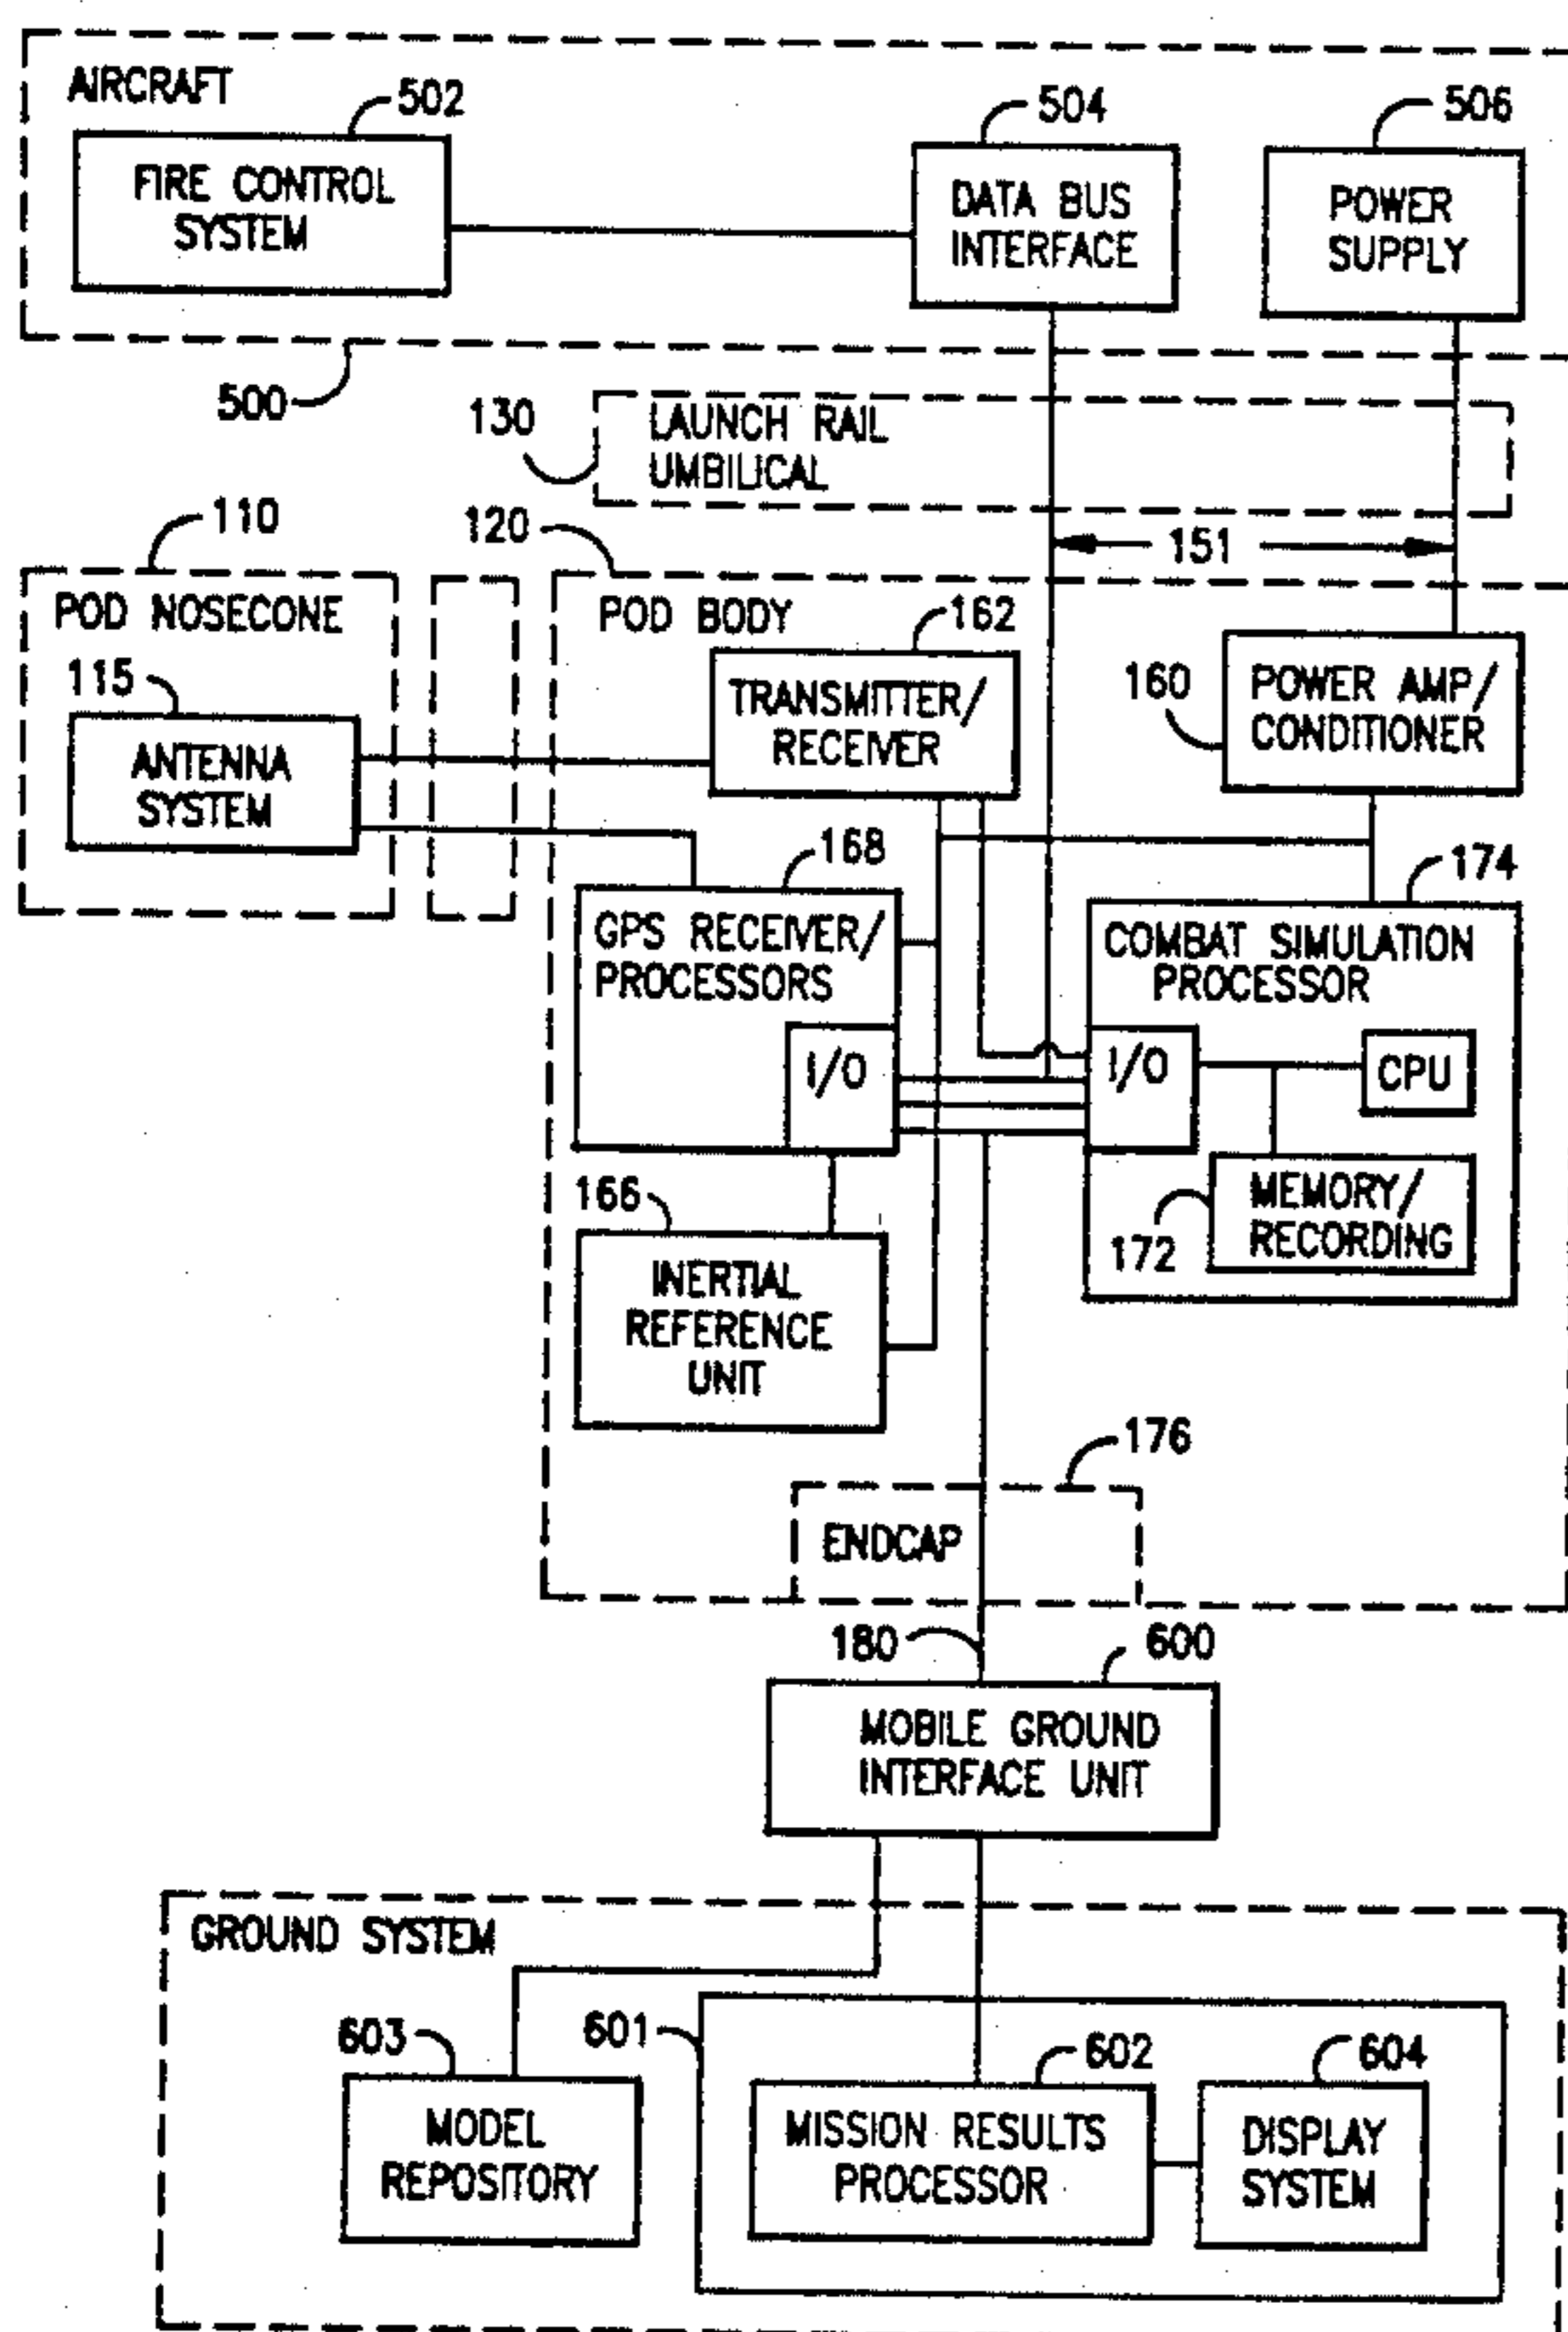 AIRCRAFT
502
504
506
FIRE CONTROL
SYSTEM
DATA BUS
INTERFACE
POWER
SUPPLY
500
130
LAUNCH RAIL
UMBILICAL
110
120
151
POD NOSECONE
POD BODY
162
115
160
TRANSMITTER/
RECEIVER
POWER AMP/
CONDITIONER
ANTENNA
SYSTEM
168
174
GPS RECEIVER/
PROCESSORS
COMBAT SIMULATION
PROCESSOR
I/O
I/O
CPU
166
172
MEMORY/
RECORDING
INERTIAL
REFERENCE
UNIT
176
ENDCAP
180
600
MOBILE GROUND
INTERFACE UNIT
GROUND SYSTEM
603
601
602
604
MODEL
REPOSITORY
MISSION RESULTS
PROCESSOR
DISPLAY
SYSTEM